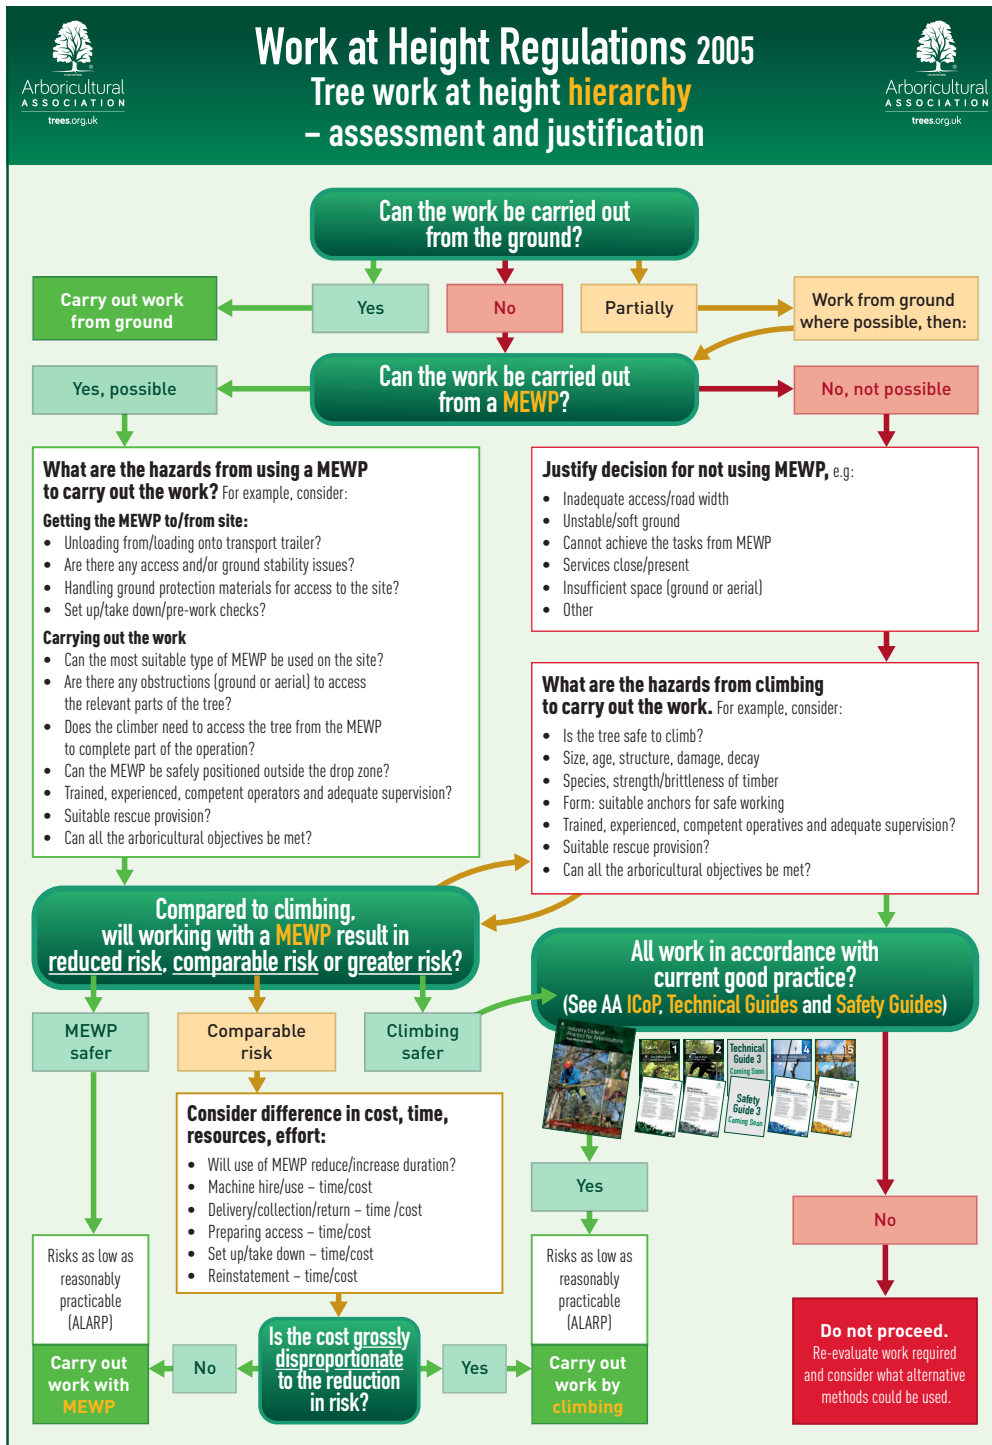 Arboricultural
ASSOCIATION
trees.org.uk
Work at Height Regulations 2005
Tree work at height hierarchy
– assessment and justification
Arboricultural
ASSOCIATION
trees.org.uk
Can the work be carried out
from the ground?
Carry out work
from ground
Yes
No
Partially
Work from ground
where possible, then:
Yes, possible
Can the work be carried out
from a MEWP?
No, not possible
What are the hazards from using a MEWP
to carry out the work? For example, consider:
Getting the MEWP to/from site:
• Unloading from/loading onto transport trailer?
• Are there any access and/or ground stability issues?
• Handling ground protection materials for access to the site?
• Set up/take down/pre-work checks?
Carrying out the work
• Can the most suitable type of MEWP be used on the site?
• Are there any obstructions (ground or aerial) to access
the relevant parts of the tree?
• Does the climber need to access the tree from the MEWP
to complete part of the operation?
• Can the MEWP be safely positioned outside the drop zone?
• Trained, experienced, competent operators and adequate supervision?
• Suitable rescue provision?
• Can all the arboricultural objectives be met?
Justify decision for not using MEWP, e.g:
• Inadequate access/road width
• Unstable/soft ground
• Cannot achieve the tasks from MEWP
• Services close/present
• Insufficient space (ground or aerial)
• Other
What are the hazards from climbing
to carry out the work. For example, consider:
• Is the tree safe to climb?
• Size, age, structure, damage, decay
• Species, strength/brittleness of timber
• Form: suitable anchors for safe working
• Trained, experienced, competent operatives and adequate supervision?
• Suitable rescue provision?
• Can all the arboricultural objectives be met?
Compared to climbing,
will working with a MEWP result in
reduced risk, comparable risk or greater risk?
All work in accordance with
current good practice?
(See AA ICoP, Technical Guides and Safety Guides)
MEWP
safer
Comparable
risk
Climbing
safer
Industry Code of
Practice for Arboriculture
1
2
Technical
Guide 3
Coming Soon
4
5
Safety
Guide 3
Coming Soon
Consider difference in cost, time,
resources, effort:
• Will use of MEWP reduce/increase duration?
• Machine hire/use – time/cost
• Delivery/collection/return – time /cost
• Preparing access – time/cost
• Set up/take down – time/cost
• Reinstatement – time/cost
Yes
No
Risks as low as
reasonably
practicable
(ALARP)
Carry out
work with
MEWP
No
Is the cost grossly
disproportionate
to the reduction
in risk?
Yes
Risks as low as
reasonably
practicable
(ALARP)
Carry out
work by
climbing
Do not proceed.
Re-evaluate work required
and consider what alternative
methods could be used.